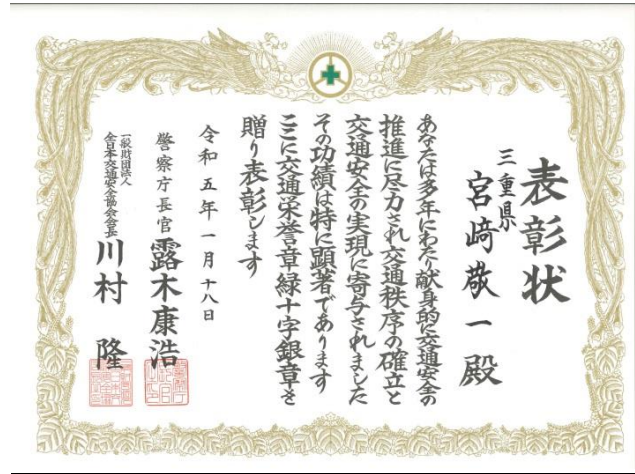 表彰状
三重県
宮﨑敬一殿
あなたは多年にわたり献身的に交通安全の
推進に尽力され交通秩序の確立と
交通安全の実現に寄与されました
その功績は特に顕著であります
ここに交通栄誉章緑十字銀章を
贈り表彰します
令和五年一月十八日
警察庁長官 露木康浩
一般財団法人
全日本交通安全協会会長 川村隆